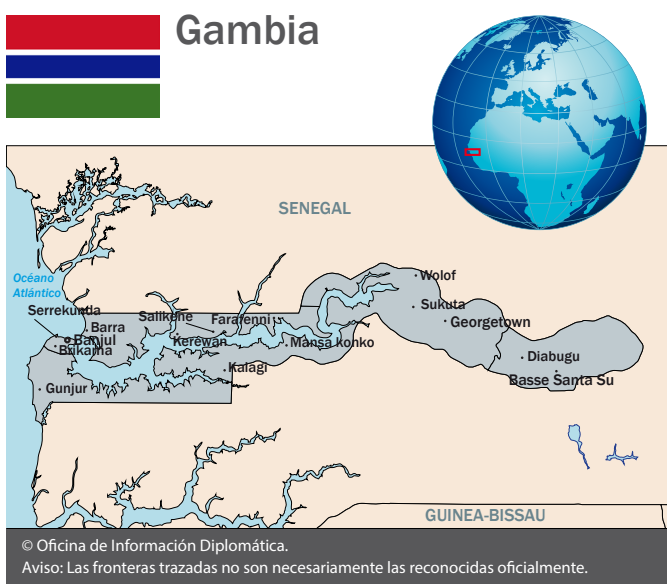 Gambia
SENEGAL
Océano
Atlántico
Wolof
Sukuta
Serrekunda
Salikene
Farafenni
Georgetown
Barra
Banjul
Kerewan
Mansa Konko
Brikama
Diabugu
Kalagi
Basse Santa Su
Gunjur
GUINEA-BISSAU
© Oficina de Información Diplomática.
Aviso: Las fronteras trazadas no son necesariamente las reconocidas oficialmente.